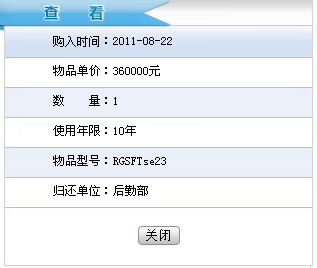 查 看
购入时间：2011-08-22
物品单价：360000元
数 量：1
使用年限：10年
物品型号：RGSFTse23
归还单位：后勤部
关闭